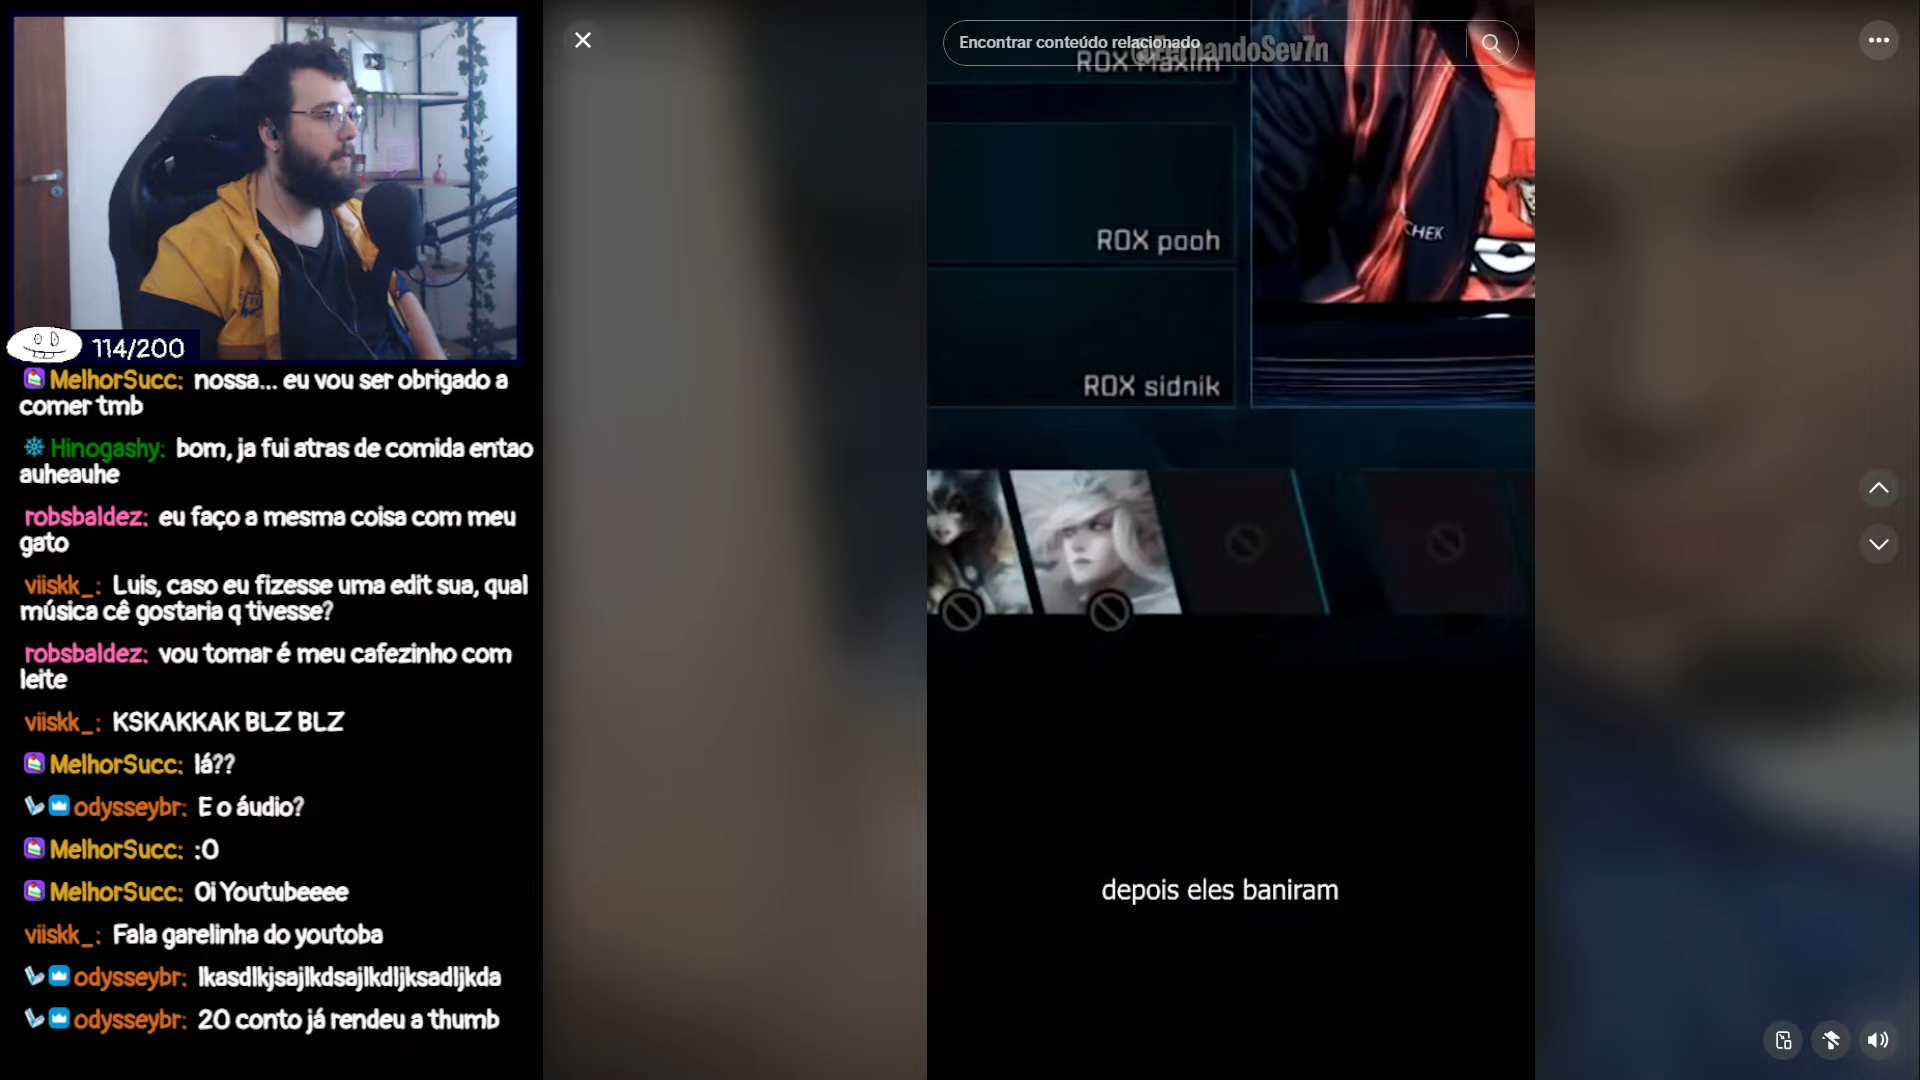 114/200
MelhorSucc: nossa... eu vou ser obrigado a
comer tmb
Hinogashy: bom, ja fui atras de comida entao
auheauhe
robsbaldez: eu faço a mesma coisa com meu
gato
viiskk_: Luis, caso eu fizesse uma edit sua, qual
música cê gostaria q tivesse?
robsbaldez: vou tomar é meu cafezinho com
leite
viiskk_: KSKAKKAK BLZ BLZ
MelhorSucc: lá??
odysseybr: E o áudio?
MelhorSucc: :O
MelhorSucc: Oi Youtubeeee
viiskk_: Fala garelinha do youtoba
odysseybr: lkasdlkjsajlkdsajlkdljksadljkda
odysseybr: 20 conto já rendeu a thumb
Encontrar conteúdo relacionado
@FernandoSev7n
ROX Maxim
CHEK
ROX pooh
ROX sidnik
depois eles baniram